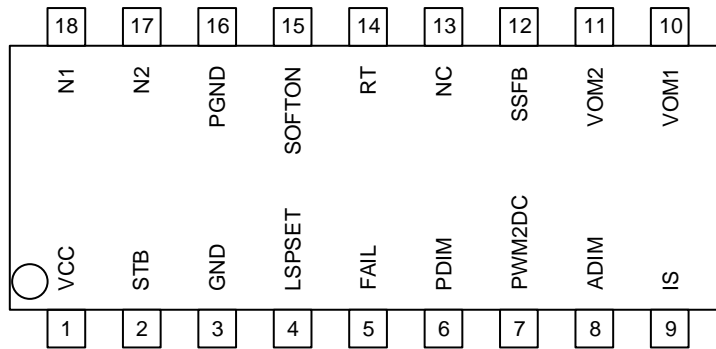 18 17 16 15 14 13 12 11 10
N1 N2 PGND SOFTON RT NC SSFB VOM2 VOM1
VCC STB GND LSPSET FAIL PDIM PWM2DC ADIM IS
1 2 3 4 5 6 7 8 9